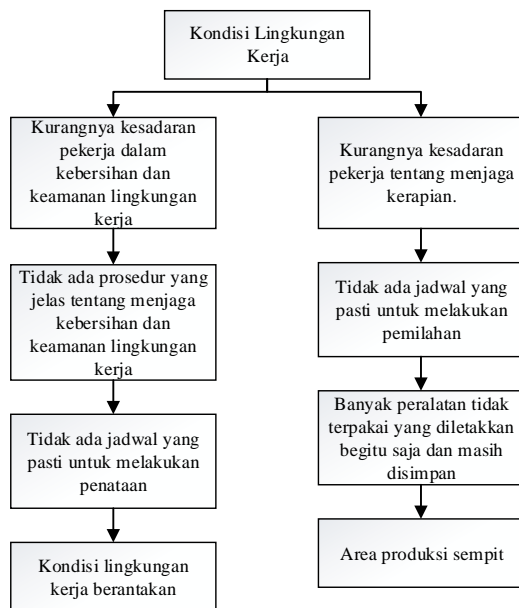 Kondisi Lingkungan
Kerja
Kurangnya kesadaran
pekerja dalam
kebersihan dan
keamanan lingkungan
kerja
Tidak ada prosedur yang
jelas tentang menjaga
kebersihan dan
keamanan lingkungan
kerja
Tidak ada jadwal yang
pasti untuk melakukan
penataan
Kondisi lingkungan
kerja berantakan
Kurangnya kesadaran
pekerja tentang menjaga
kerapian.
Tidak ada jadwal yang
pasti untuk melakukan
pemilahan
Banyak peralatan tidak
terpakai yang diletakkan
begitu saja dan masih
disimpan
Area produksi sempit